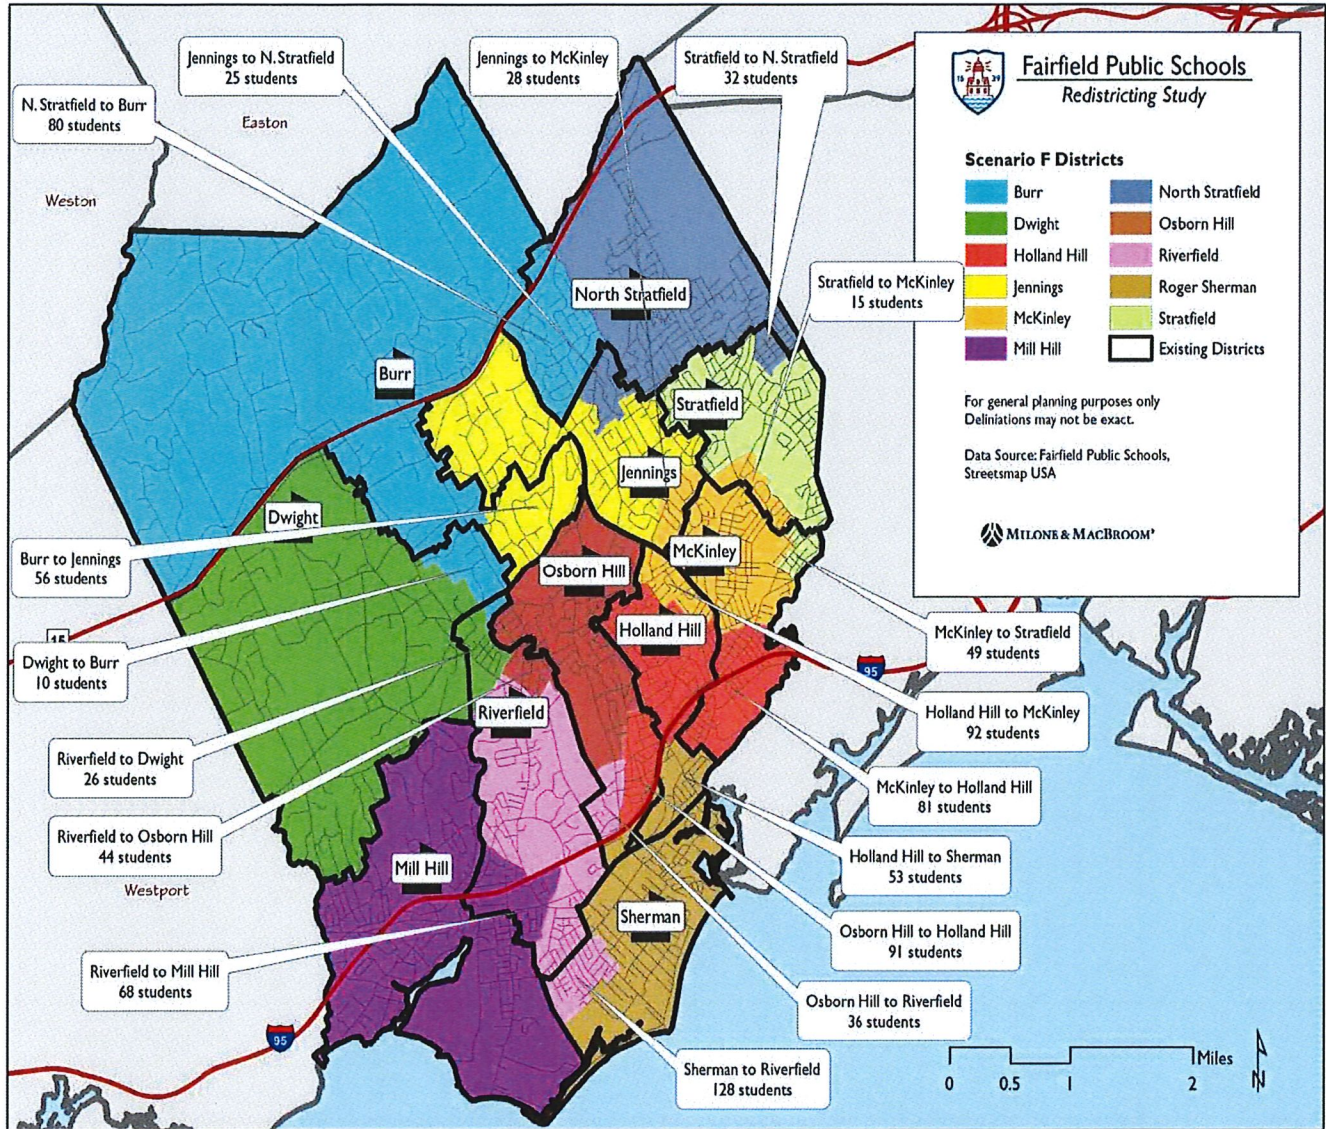 Jennings to N. Stratfield
25 students
Jennings to McKinley
28 students
Stratfield to N. Stratfield
32 students
N. Stratfield to Burr
80 students
Easton
Weston
Fairfield Public Schools
Redistricting Study
Scenario F Districts
Burr
Dwight
Holland Hill
Jennings
McKinley
Mill Hill
North Stratfield
Osborn Hill
Riverfield
Roger Sherman
Stratfield
Existing Districts
For general planning purposes only
Deliniations may not be exact.
Data Source: Fairfield Public Schools,
Streetsmap USA
MILONE & MACBROOM
Stratfield to McKinley
15 students
North Stratfield
Burr
Stratfield
Jennings
Dwight
McKinley
Osborn Hill
Holland Hill
Riverfield
Mill Hill
Sherman
Burr to Jennings
56 students
15
Dwight to Burr
10 students
Riverfield to Dwight
26 students
Riverfield to Osborn Hill
44 students
Westport
Riverfield to Mill Hill
68 students
95
McKinley to Stratfield
49 students
95
Holland Hill to McKinley
92 students
McKinley to Holland Hill
81 students
Holland Hill to Sherman
53 students
Osborn Hill to Holland Hill
91 students
Osborn Hill to Riverfield
36 students
Sherman to Riverfield
128 students
Miles
0 0.5 1 2
N